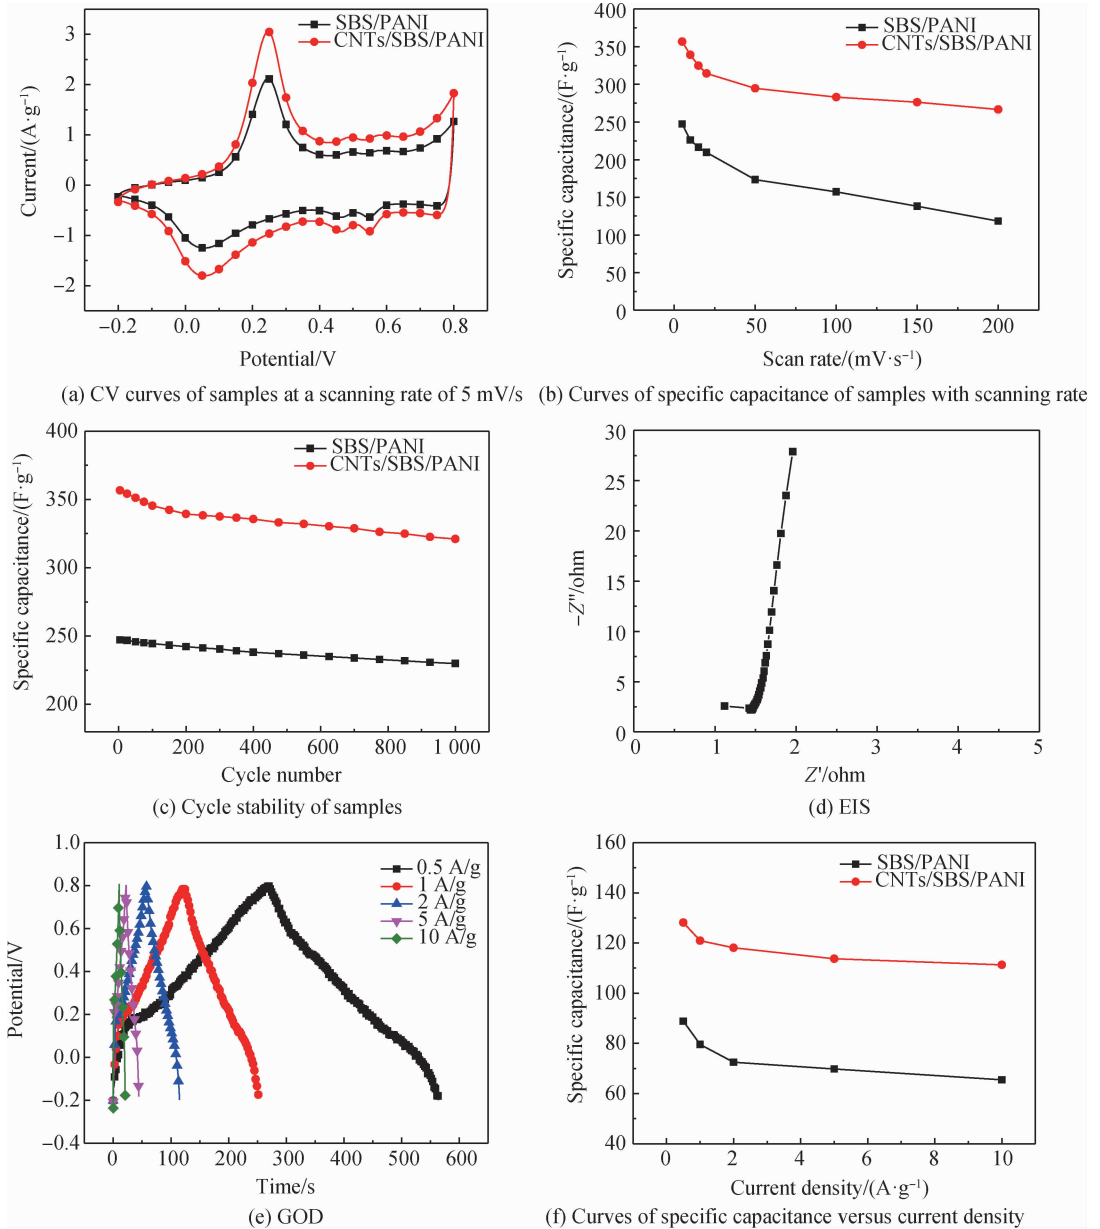 SBS/PANI
CNTs/SBS/PANI
3
2
1
0
−1
−2
Current/(A·g⁻¹)
−0.2 0.0 0.2 0.4 0.6 0.8
Potential/V
(a) CV curves of samples at a scanning rate of 5 mV/s
400
350
300
250
200
150
100
50
0
Specific capacitance/(F·g⁻¹)
SBS/PANI
CNTs/SBS/PANI
0 50 100 150 200
Scan rate/(mV·s⁻¹)
(b) Curves of specific capacitance of samples with scanning rate
400
350
300
250
200
Specific capacitance/(F·g⁻¹)
SBS/PANI
CNTs/SBS/PANI
0 200 400 600 800 1 000
Cycle number
(c) Cycle stability of samples
30
25
20
15
10
5
0
−Z''/ohm
0 1 2 3 4 5
Z'/ohm
(d) EIS
1.0
0.8
0.6
0.4
0.2
0.0
−0.2
−0.4
Potential/V
0.5 A/g
1 A/g
2 A/g
5 A/g
10 A/g
0 100 200 300 400 500 600
Time/s
(e) GOD
160
140
120
100
80
60
40
Specific capacitance/(F·g⁻¹)
SBS/PANI
CNTs/SBS/PANI
0 2 4 6 8 10
Current density/(A·g⁻¹)
(f) Curves of specific capacitance versus current density